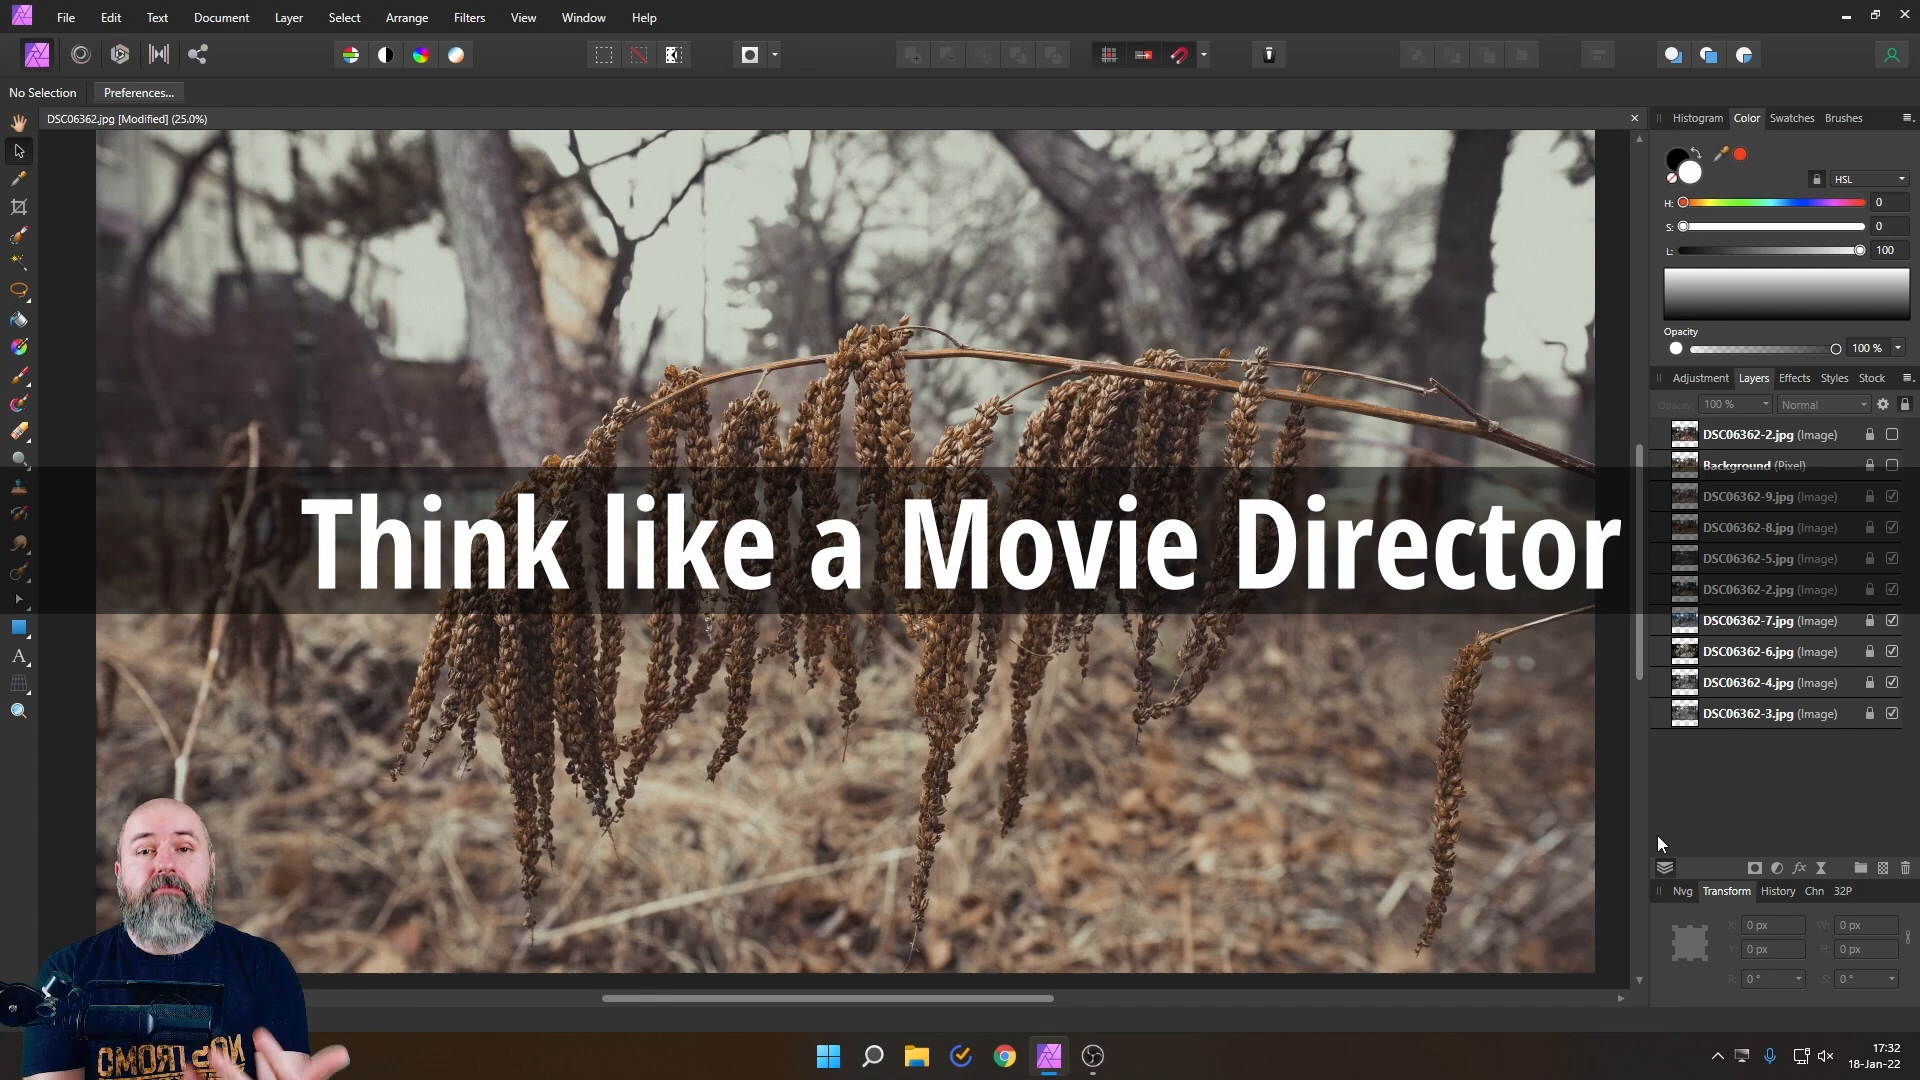 File Edit Text Document Layer Select Arrange Filters View Window Help
No Selection Preferences...
DSC06362.jpg [Modified] (25.0%)
Histogram Color Swatches Brushes
HSL
H: 0
S: 0
L: 100
Opacity
100 %
Adjustment Layers Effects Styles Stock
Opacity: 100 % Normal
DSC06362-2.jpg (Image)
Background (Pixel)
DSC06362-9.jpg (Image)
DSC06362-8.jpg (Image)
DSC06362-5.jpg (Image)
DSC06362-2.jpg (Image)
DSC06362-7.jpg (Image)
DSC06362-6.jpg (Image)
DSC06362-4.jpg (Image)
DSC06362-3.jpg (Image)
Think like a Movie Director
Nvg Transform History Chn 32P
X: 0 px W: 0 px
Y: 0 px H: 0 px
R: 0 ° S: 0 °
17:32
18-Jan-22